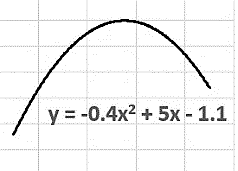 y = -0.4x² + 5x - 1.1